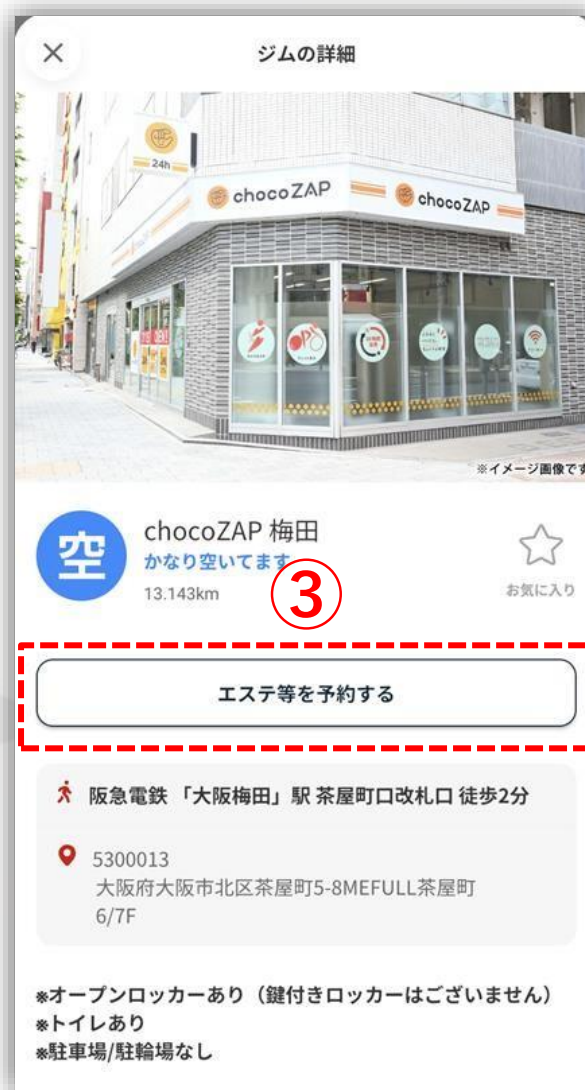 ジムの詳細
24h
chocoZAP
chocoZAP
※イメージ画像です
空
chocoZAP 梅田
かなり空いてます
13.143km
お気に入り
③
エステ等を予約する
阪急電鉄 「大阪梅田」駅 茶屋町口改札口 徒歩2分
5300013
大阪府大阪市北区茶屋町5-8MEFULL茶屋町
6/7F
※オープンロッカーあり（鍵付きロッカーはございません）
※トイレあり
※駐車場/駐輪場なし